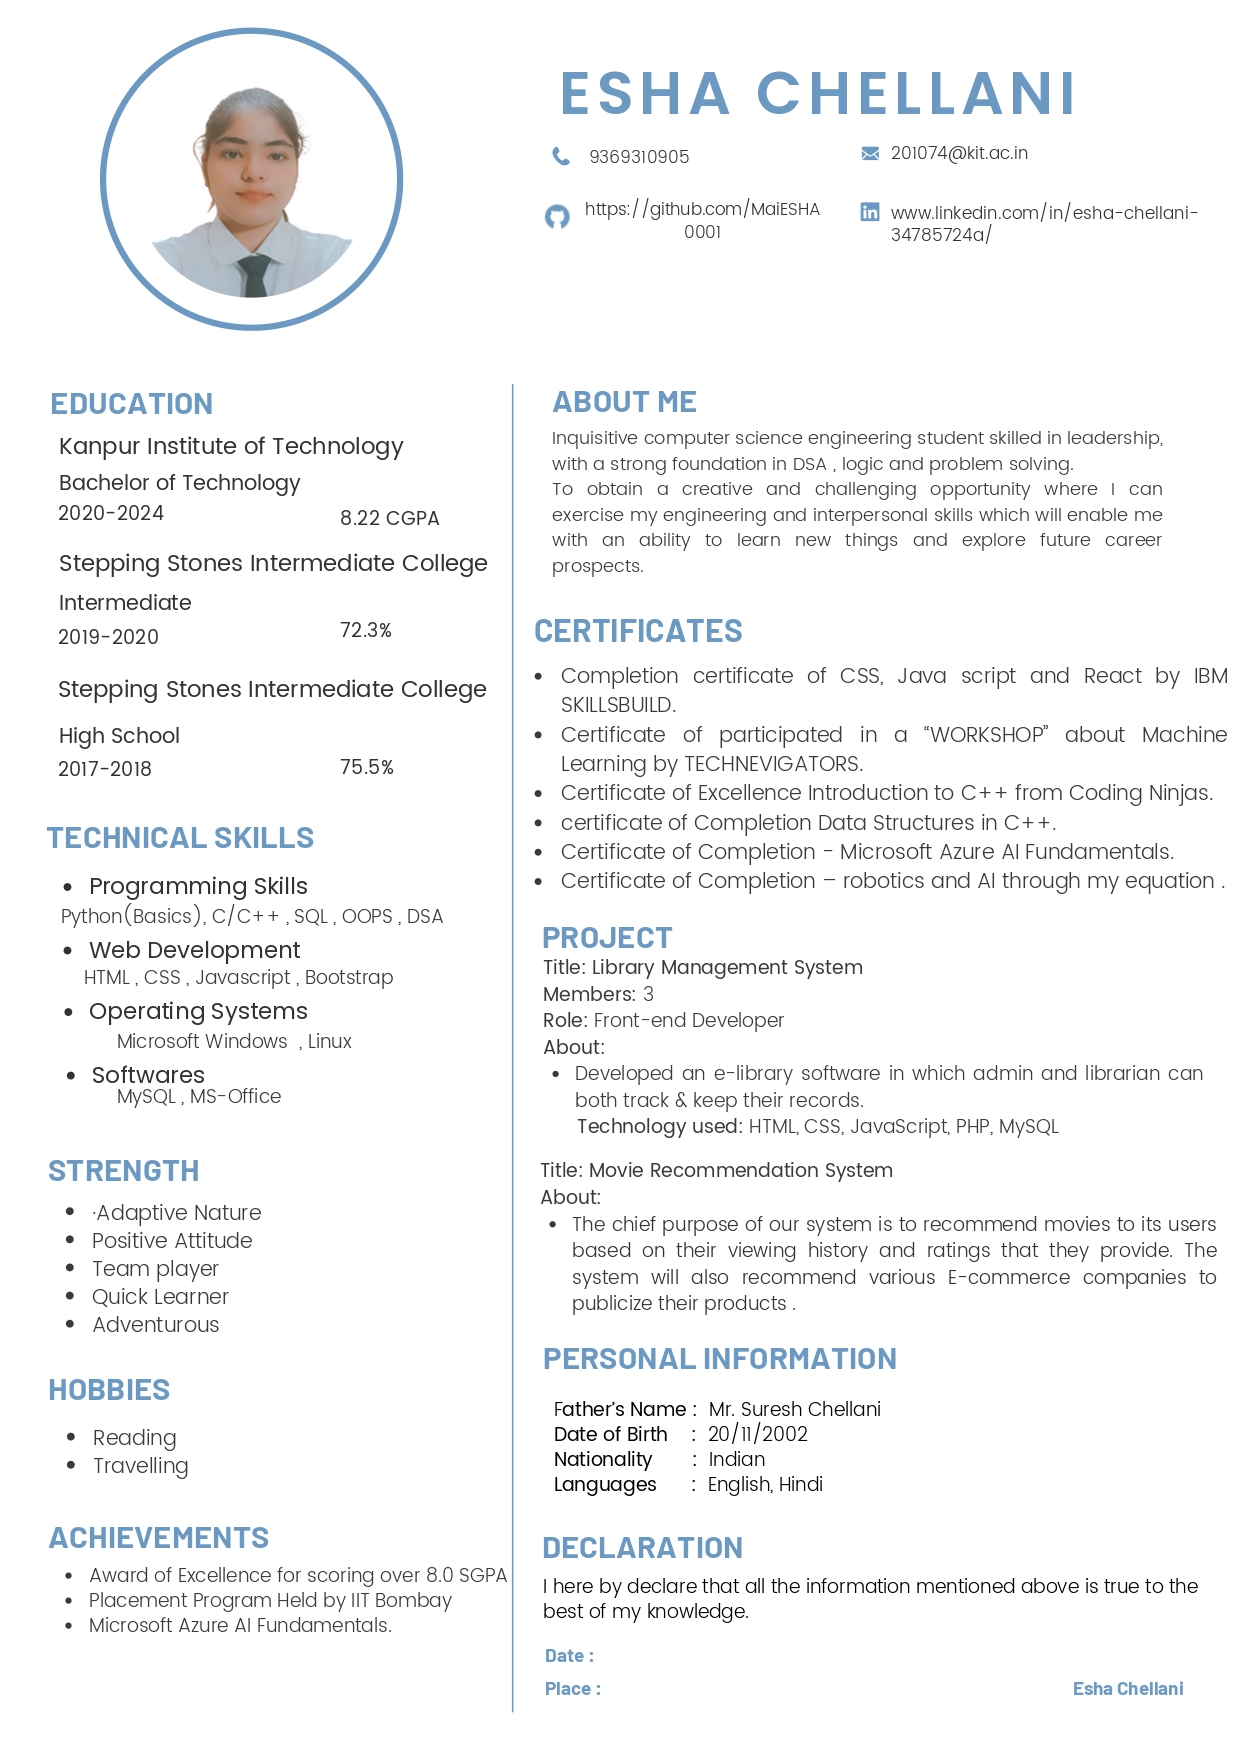 ESHA CHELLANI
9369310905
201074@kit.ac.in
https://github.com/MaiESHA
0001
www.linkedin.com/in/esha-chellani-
34785724a/
EDUCATION
Kanpur Institute of Technology
Bachelor of Technology
2020-2024
8.22 CGPA
Stepping Stones Intermediate College
Intermediate
2019-2020
72.3%
Stepping Stones Intermediate College
High School
2017-2018
75.5%
TECHNICAL SKILLS
• Programming Skills
Python(Basics), C/C++ , SQL , OOPS , DSA
• Web Development
HTML , CSS , Javascript , Bootstrap
• Operating Systems
Microsoft Windows , Linux
• Softwares
MySQL , MS-Office
STRENGTH
• ·Adaptive Nature
• Positive Attitude
• Team player
• Quick Learner
• Adventurous
HOBBIES
• Reading
• Travelling
ACHIEVEMENTS
• Award of Excellence for scoring over 8.0 SGPA
• Placement Program Held by IIT Bombay
• Microsoft Azure AI Fundamentals.
ABOUT ME
Inquisitive computer science engineering student skilled in leadership,
with a strong foundation in DSA , logic and problem solving.
To obtain a creative and challenging opportunity where I can
exercise my engineering and interpersonal skills which will enable me
with an ability to learn new things and explore future career
prospects.
CERTIFICATES
• Completion certificate of CSS, Java script and React by IBM
SKILLSBUILD.
• Certificate of participated in a “WORKSHOP” about Machine
Learning by TECHNEVIGATORS.
• Certificate of Excellence Introduction to C++ from Coding Ninjas.
• certificate of Completion Data Structures in C++.
• Certificate of Completion - Microsoft Azure AI Fundamentals.
• Certificate of Completion – robotics and AI through my equation .
PROJECT
Title: Library Management System
Members: 3
Role: Front-end Developer
About:
• Developed an e-library software in which admin and librarian can
both track & keep their records.
Technology used: HTML, CSS, JavaScript, PHP, MySQL
Title: Movie Recommendation System
About:
• The chief purpose of our system is to recommend movies to its users
based on their viewing history and ratings that they provide. The
system will also recommend various E-commerce companies to
publicize their products .
PERSONAL INFORMATION
Father’s Name : Mr. Suresh Chellani
Date of Birth : 20/11/2002
Nationality : Indian
Languages : English, Hindi
DECLARATION
I here by declare that all the information mentioned above is true to the
best of my knowledge.
Date :
Place :
Esha Chellani